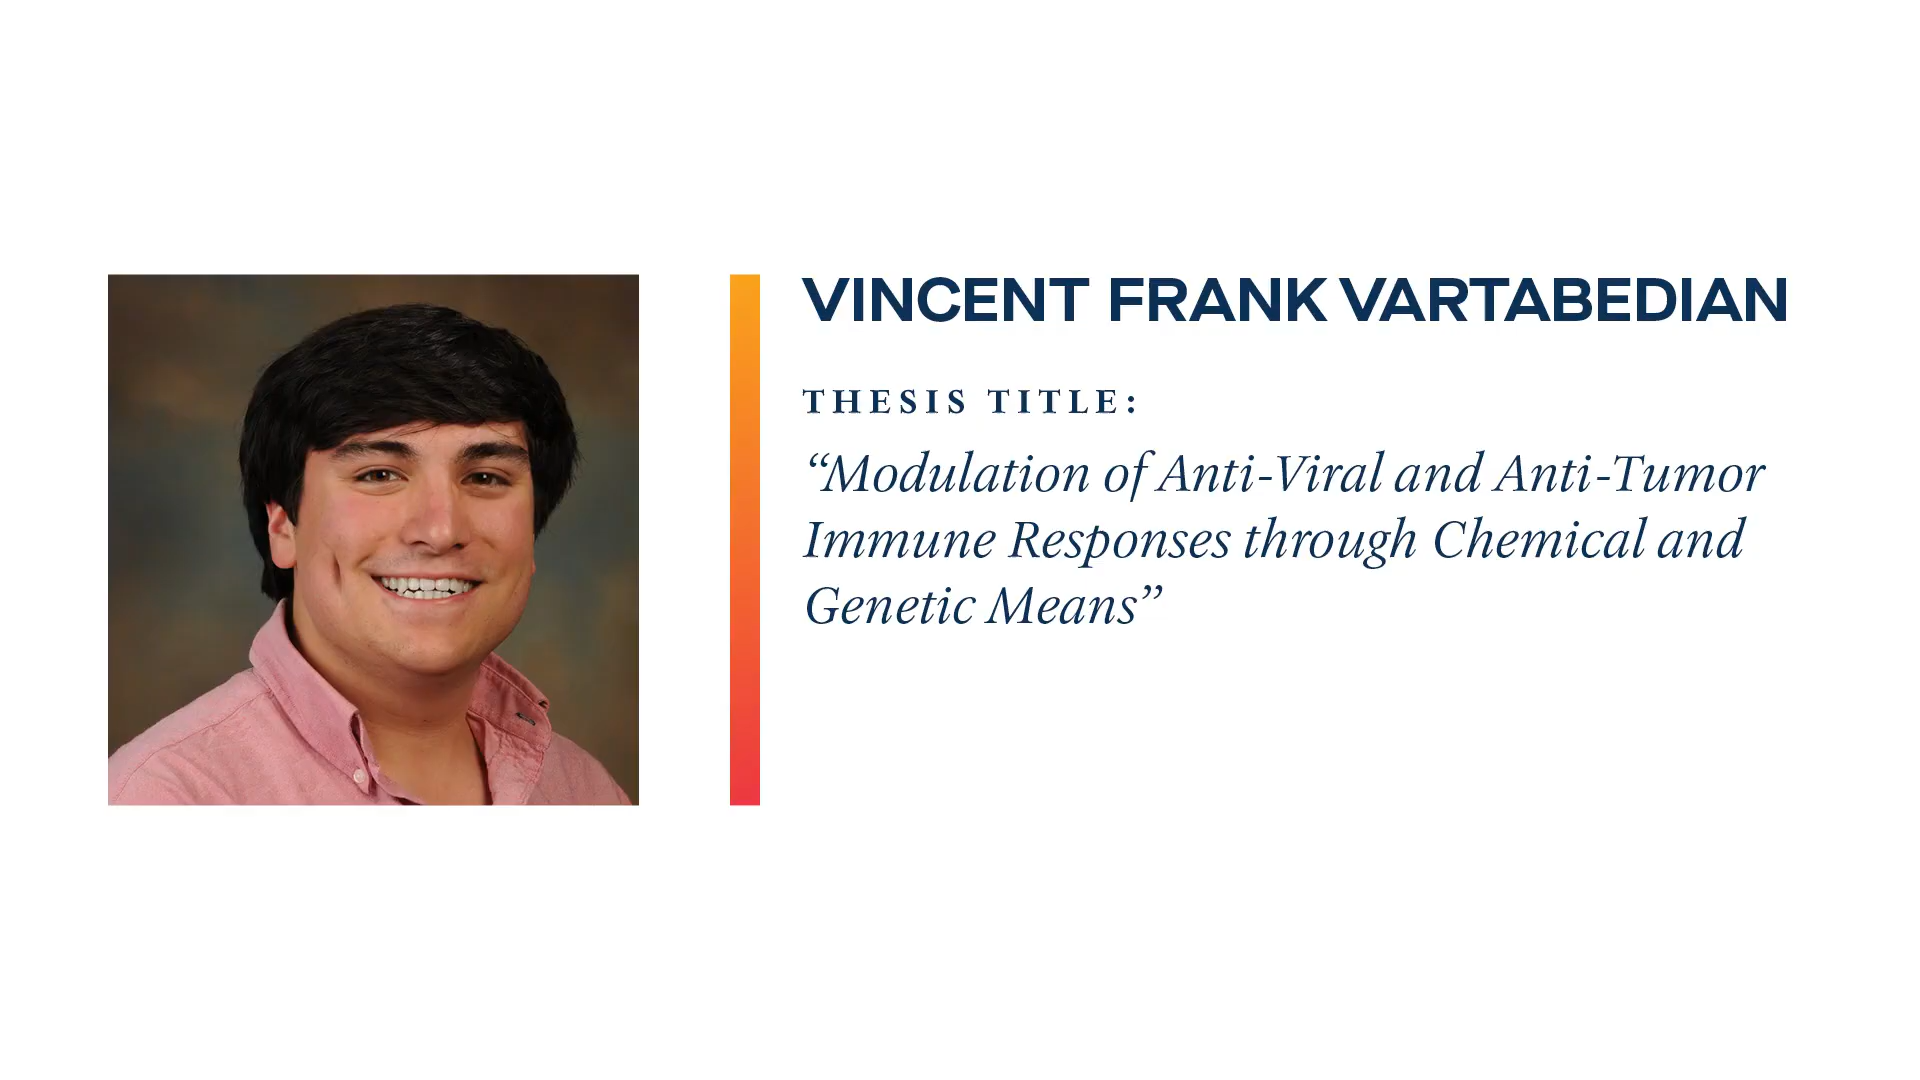 VINCENT FRANK VARTABEDIAN
THESIS TITLE:
“Modulation of Anti-Viral and Anti-Tumor
Immune Responses through Chemical and
Genetic Means”